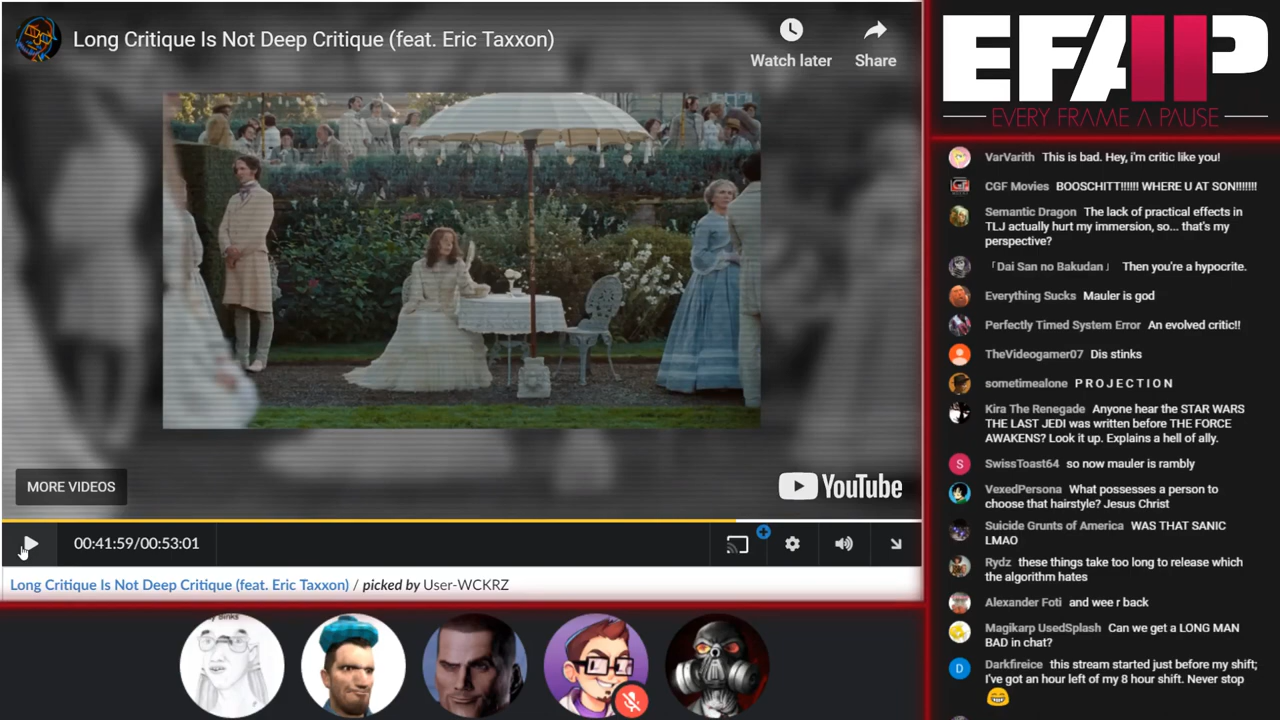 Long Critique Is Not Deep Critique (feat. Eric Taxxon)
Watch later
Share
MORE VIDEOS
YouTube
00:41:59/00:53:01
Long Critique Is Not Deep Critique (feat. Eric Taxxon) / picked by User-WCKRZ
EFAP
EVERY FRAME A PAUSE
VarVarith This is bad. Hey, i'm critic like you!
CGF Movies BOOSCHITT!!!!!! WHERE U AT SON!!!!!!!
Semantic Dragon The lack of practical effects in
TLJ actually hurt my immersion, so... that's my
perspective?
「Dai San no Bakudan」 Then you're a hypocrite.
Everything Sucks Mauler is god
Perfectly Timed System Error An evolved critic!!
TheVideogamer07 Dis stinks
sometimealone P R O J E C T I O N
Kira The Renegade Anyone hear the STAR WARS
THE LAST JEDI was written before THE FORCE
AWAKENS? Look it up. Explains a hell of ally.
S
SwissToast64 so now mauler is rambly
VexedPersona What possesses a person to
choose that hairstyle? Jesus Christ
Suicide Grunts of America WAS THAT SANIC
LMAO
Rydz these things take too long to release which
the algorithm hates
Alexander Foti and wee r back
Magikarp UsedSplash Can we get a LONG MAN
BAD in chat?
D
Darkfireice this stream started just before my shift;
I've got an hour left of my 8 hour shift. Never stop